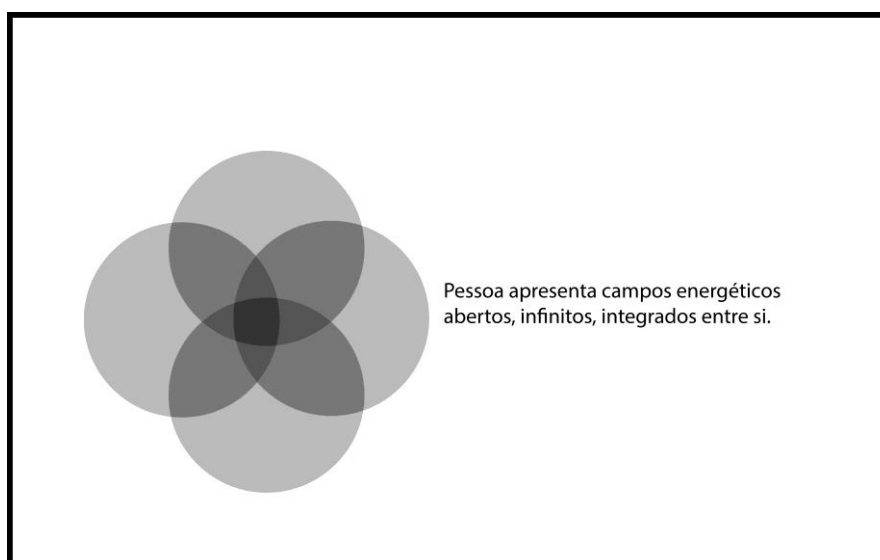 Pessoa apresenta campos energéticos
abertos, infinitos, integrados entre si.